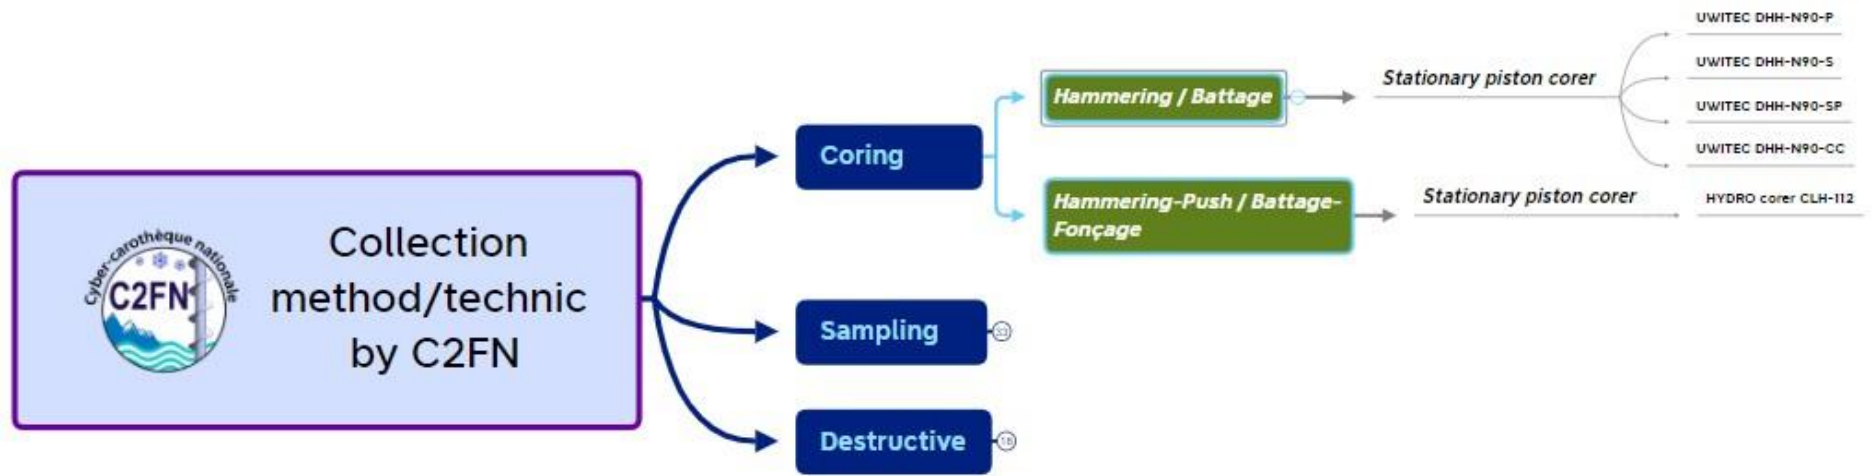 Cyber-carothèque nationale
C2FN
Collection
method/technic
by C2FN
Coring
Hammering / Battage
Stationary piston corer
UWITEC DHH-N90-P
UWITEC DHH-N90-S
UWITEC DHH-N90-SP
UWITEC DHH-N90-CC
Hammering-Push / Battage-
Fonçage
Stationary piston corer
HYDRO corer CLH-112
Sampling
Destructive